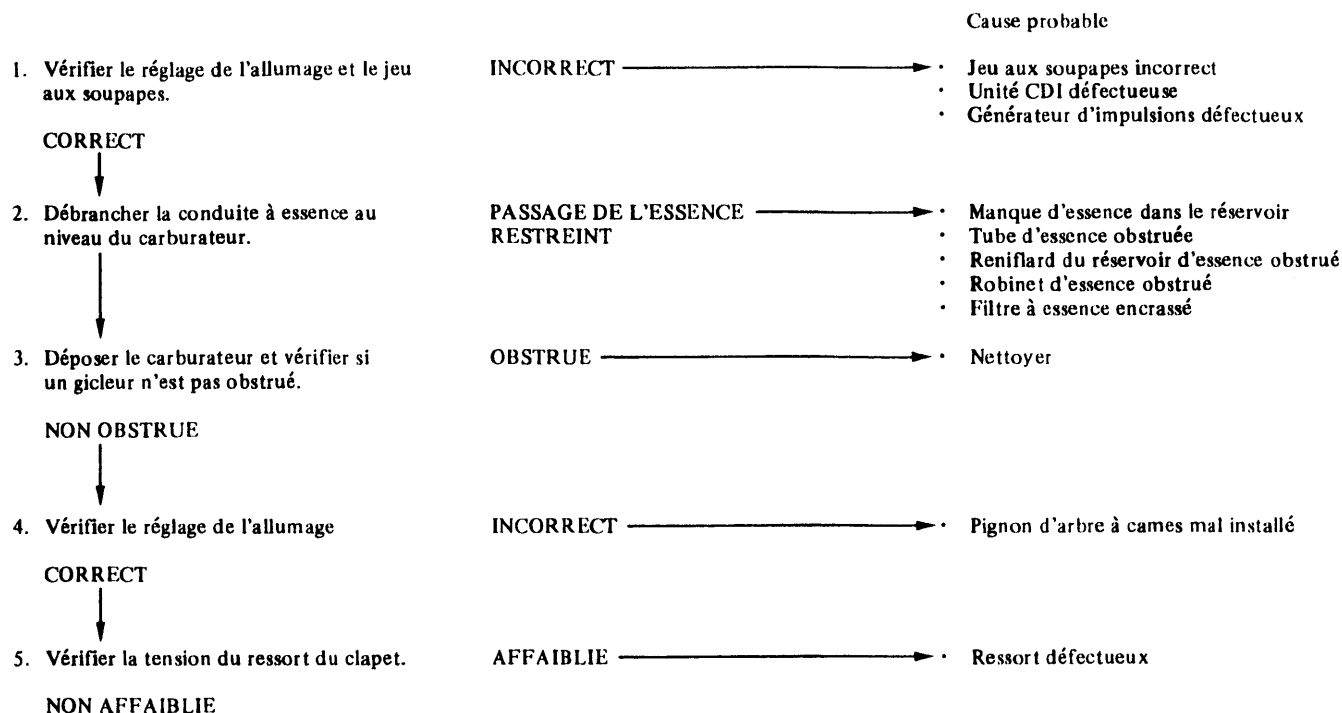 Cause probable
1. Vérifier le réglage de l'allumage et le jeu
aux soupapes.
INCORRECT
· Jeu aux soupapes incorrect
· Unité CDI défectueuse
· Générateur d'impulsions défectueux
CORRECT
2. Débrancher la conduite à essence au
niveau du carburateur.
PASSAGE DE L'ESSENCE
RESTREINT
· Manque d'essence dans le réservoir
· Tube d'essence obstruée
· Reniflard du réservoir d'essence obstrué
· Robinet d'essence obstrué
· Filtre à essence encrassé
3. Déposer le carburateur et vérifier si
un gicleur n'est pas obstrué.
OBSTRUE
· Nettoyer
NON OBSTRUE
4. Vérifier le réglage de l'allumage
INCORRECT
· Pignon d'arbre à cames mal installé
CORRECT
5. Vérifier la tension du ressort du clapet.
AFFAIBLIE
· Ressort défectueux
NON AFFAIBLIE